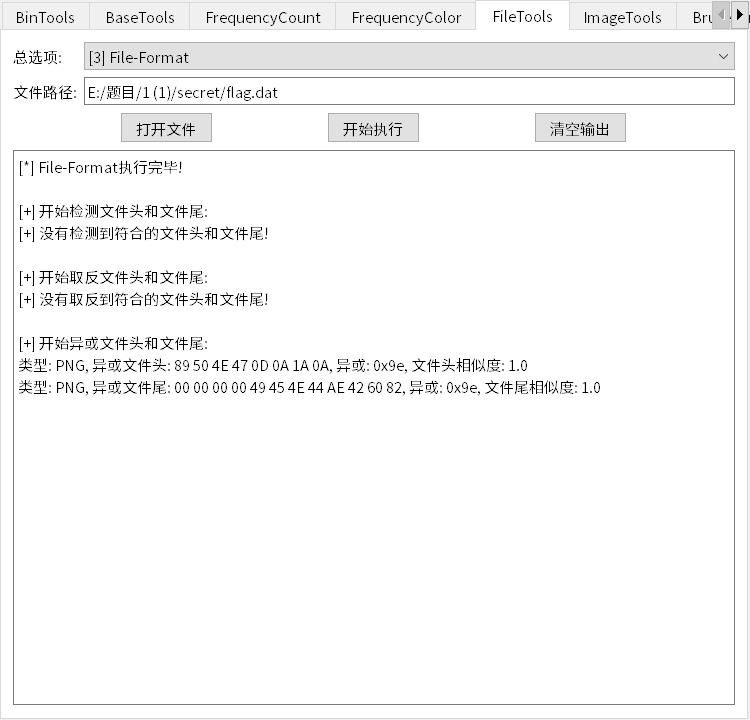 BinTools BaseTools FrequencyCount FrequencyColor FileTools ImageTools
总选项: [3] File-Format
文件路径: E:/题目/1 (1)/secret/flag.dat
打开文件 开始执行 清空输出
[*] File-Format执行完毕!
[+] 开始检测文件头和文件尾:
[+] 没有检测到符合的文件头和文件尾!
[+] 开始取反文件头和文件尾:
[+] 没有取反到符合的文件头和文件尾!
[+] 开始异或文件头和文件尾:
类型: PNG, 异或文件头: 89 50 4E 47 0D 0A 1A 0A, 异或: 0x9e, 文件头相似度: 1.0
类型: PNG, 异或文件尾: 00 00 00 00 49 45 4E 44 AE 42 60 82, 异或: 0x9e, 文件尾相似度: 1.0